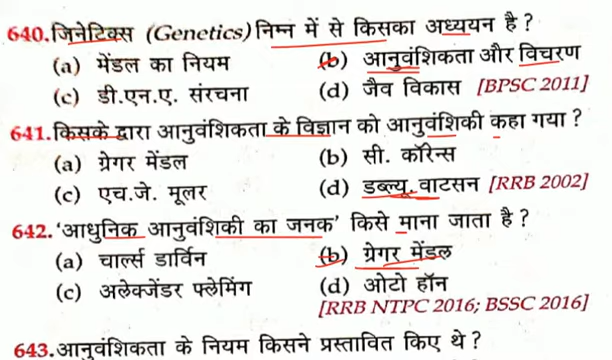 640. जिनेटिक्स (Genetics) निम्न में से किसका अध्ययन है ?
(a) मेंडल का नियम (b) आनुवंशिकता और विचरण
(c) डी.एन.ए. संरचना (d) जैव विकास [BPSC 2011]
641. किसके द्वारा आनुवंशिकता के विज्ञान को आनुवंशिकी कहा गया ?
(a) ग्रेगर मेंडल (b) सी. कॉरेन्स
(c) एच.जे. मूलर (d) डब्ल्यू. वाटसन [RRB 2002]
642. 'आधुनिक आनुवंशिकी का जनक' किसे माना जाता है ?
(a) चार्ल्स डार्विन (b) ग्रेगर मेंडल
(c) अलेक्जेंडर फ्लेमिंग (d) ओटो हॉन
[RRB NTPC 2016; BSSC 2016]
643. आनुवंशिकता के नियम किसने प्रस्तावित किए थे ?